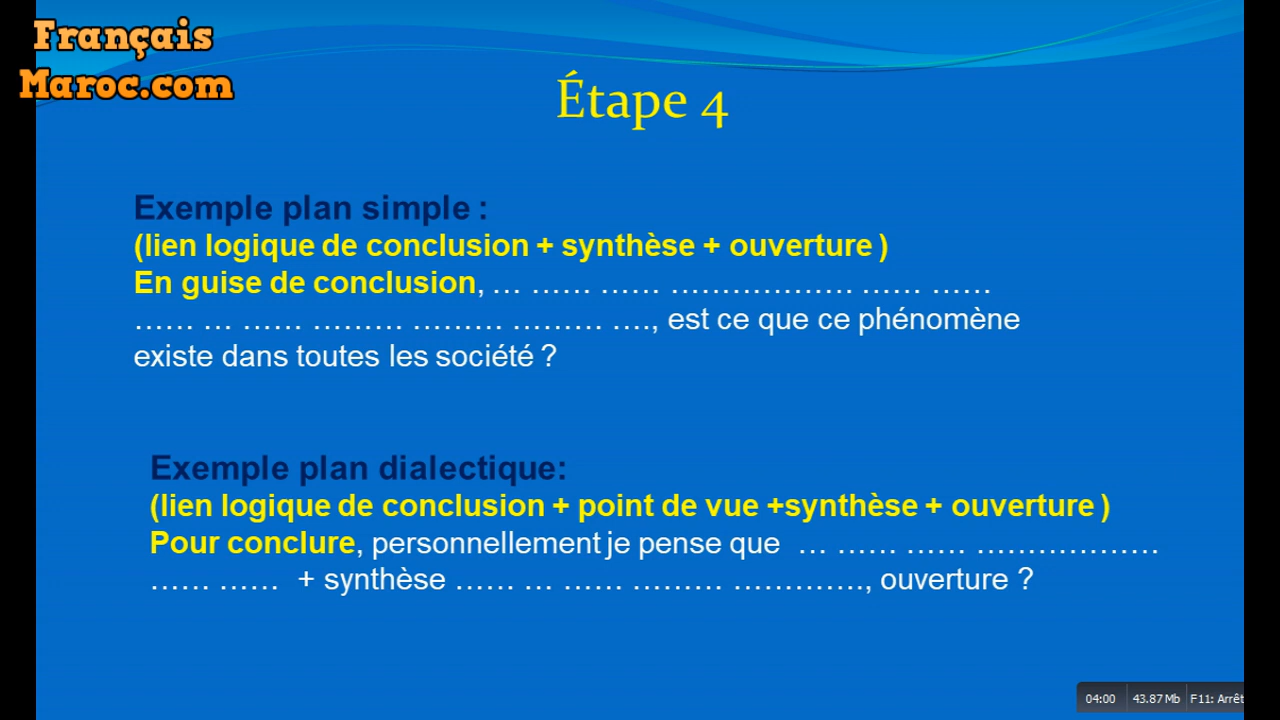 Français
Maroc.com
Étape 4
Exemple plan simple :
(lien logique de conclusion + synthèse + ouverture )
En guise de conclusion, … …… …… ……………… …… ……
…… … …… ……… ……… ……… …., est ce que ce phénomène
existe dans toutes les société ?
Exemple plan dialectique:
(lien logique de conclusion + point de vue +synthèse + ouverture )
Pour conclure, personnellement je pense que … …… …… ………………
…… …… + synthèse …… … …… ……… …………., ouverture ?
04:00 43.87 Mb F11: Arrêt